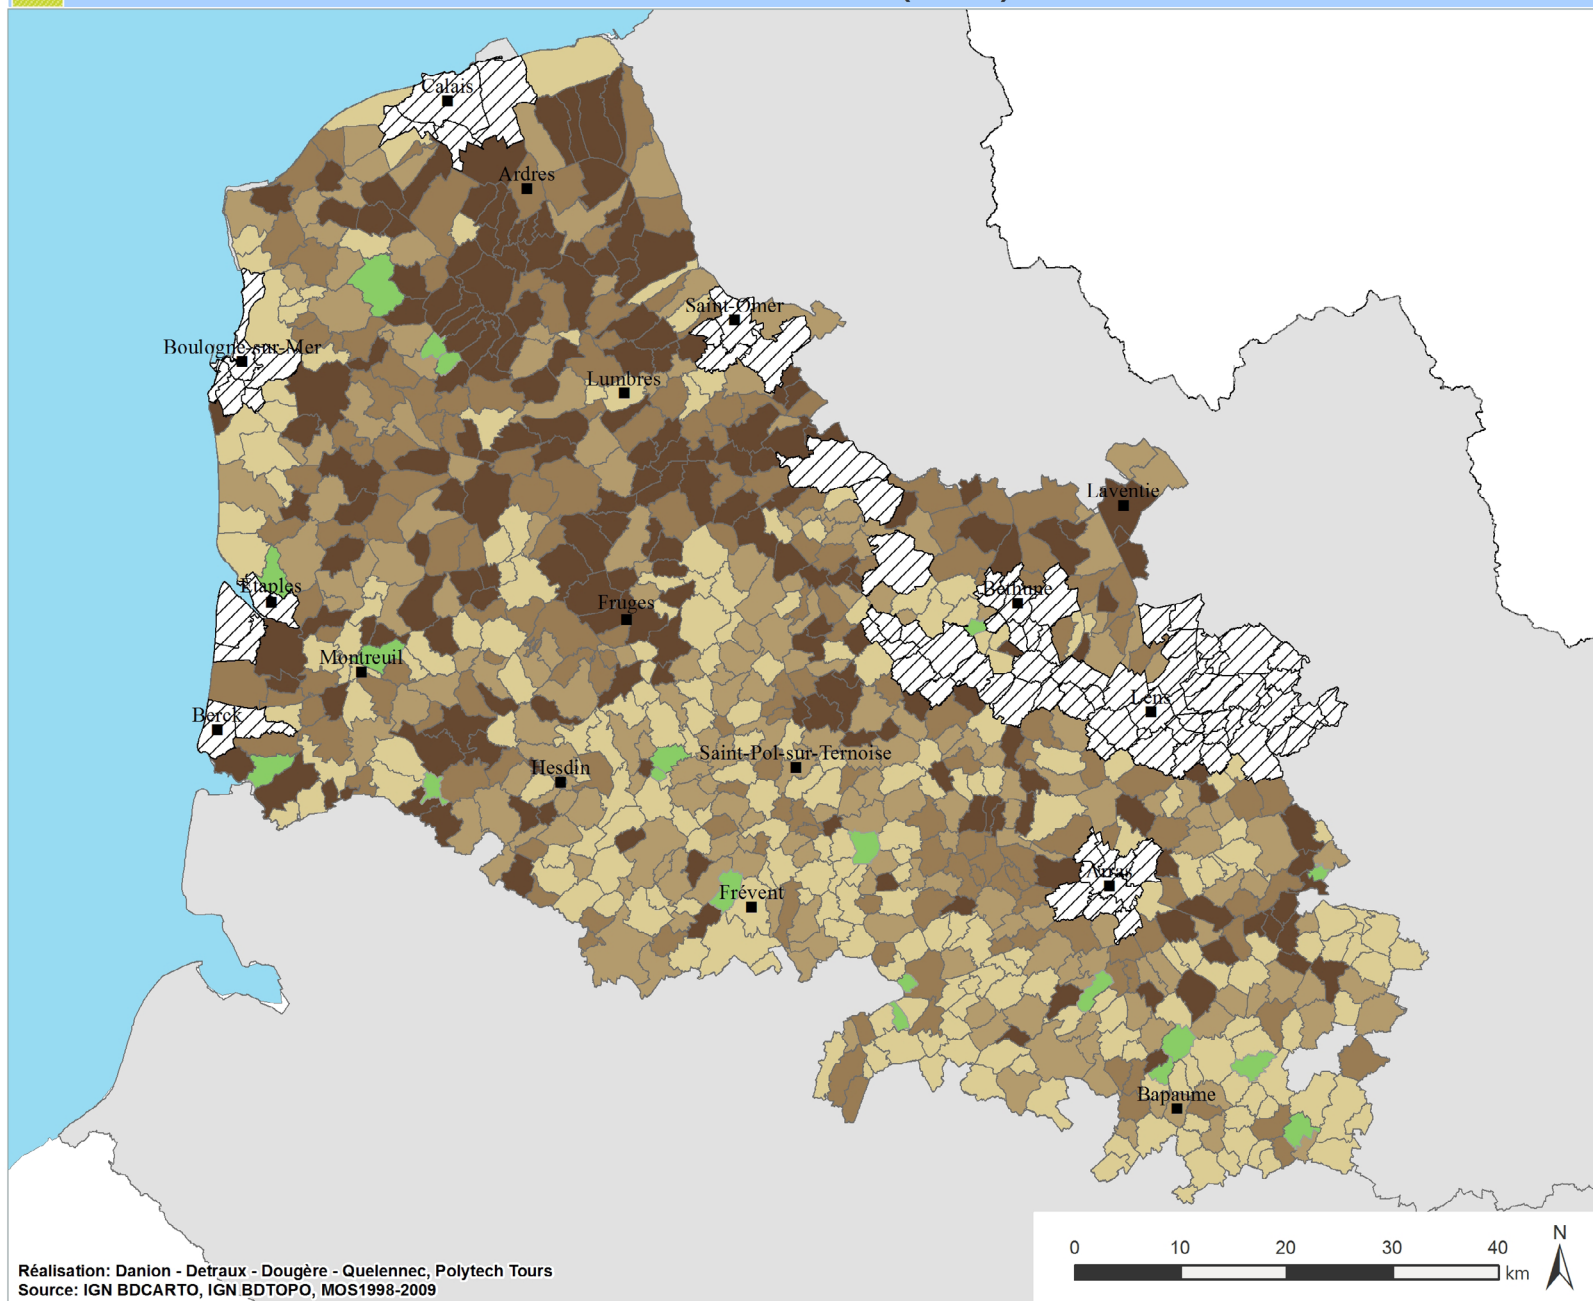 Calais
Ardres
Saint-Omer
Boulogne-sur-Mer
Lumbres
Laventie
Étaples
Béthune
Fruges
Montreuil
Lens
Berck
Saint-Pol-sur-Ternoise
Hesdin
Arras
Frévent
Bapaume
0 10 20 30 40
km
N
Réalisation: Danion - Detraux - Dougère - Quelennec, Polytech Tours
Source: IGN BDCARTO, IGN BDTOPO, MOS1998-2009